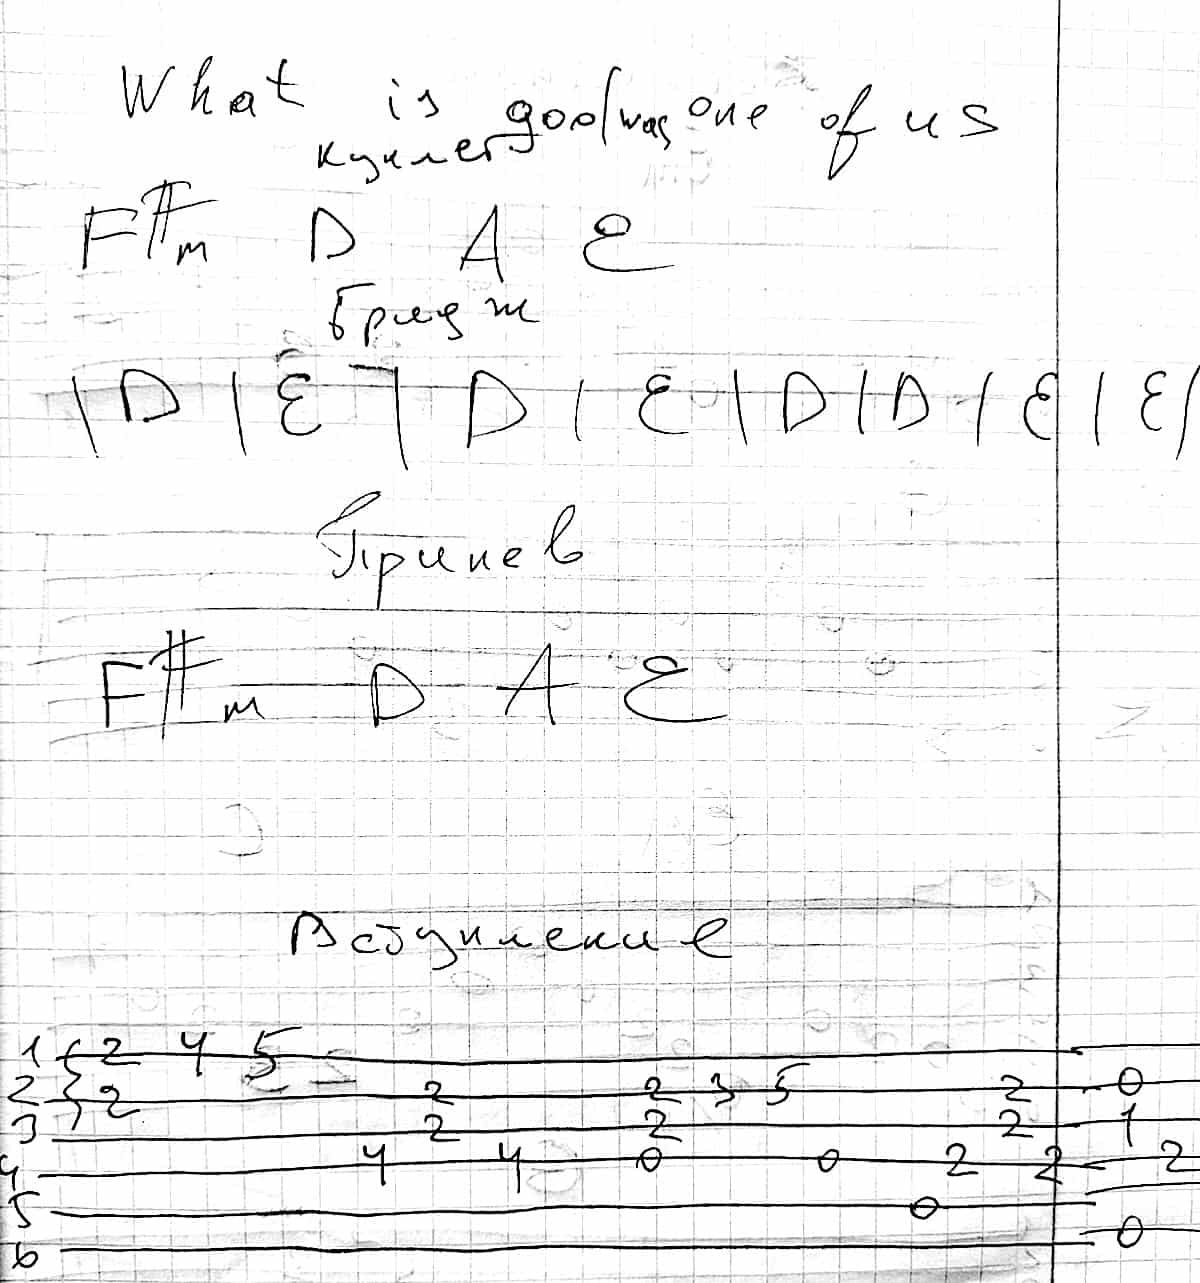 What is goo/was one of us
куплет
F#m D A E
бридж
| D | E | D | E | D | D | E | E |
Припев
F#m D A E
Вступление
1 2 4 5
2 2 2 2 3 5 2 0
3 2 2 2 1
4 4 4 0 0 2 2 2
5 0
6 0